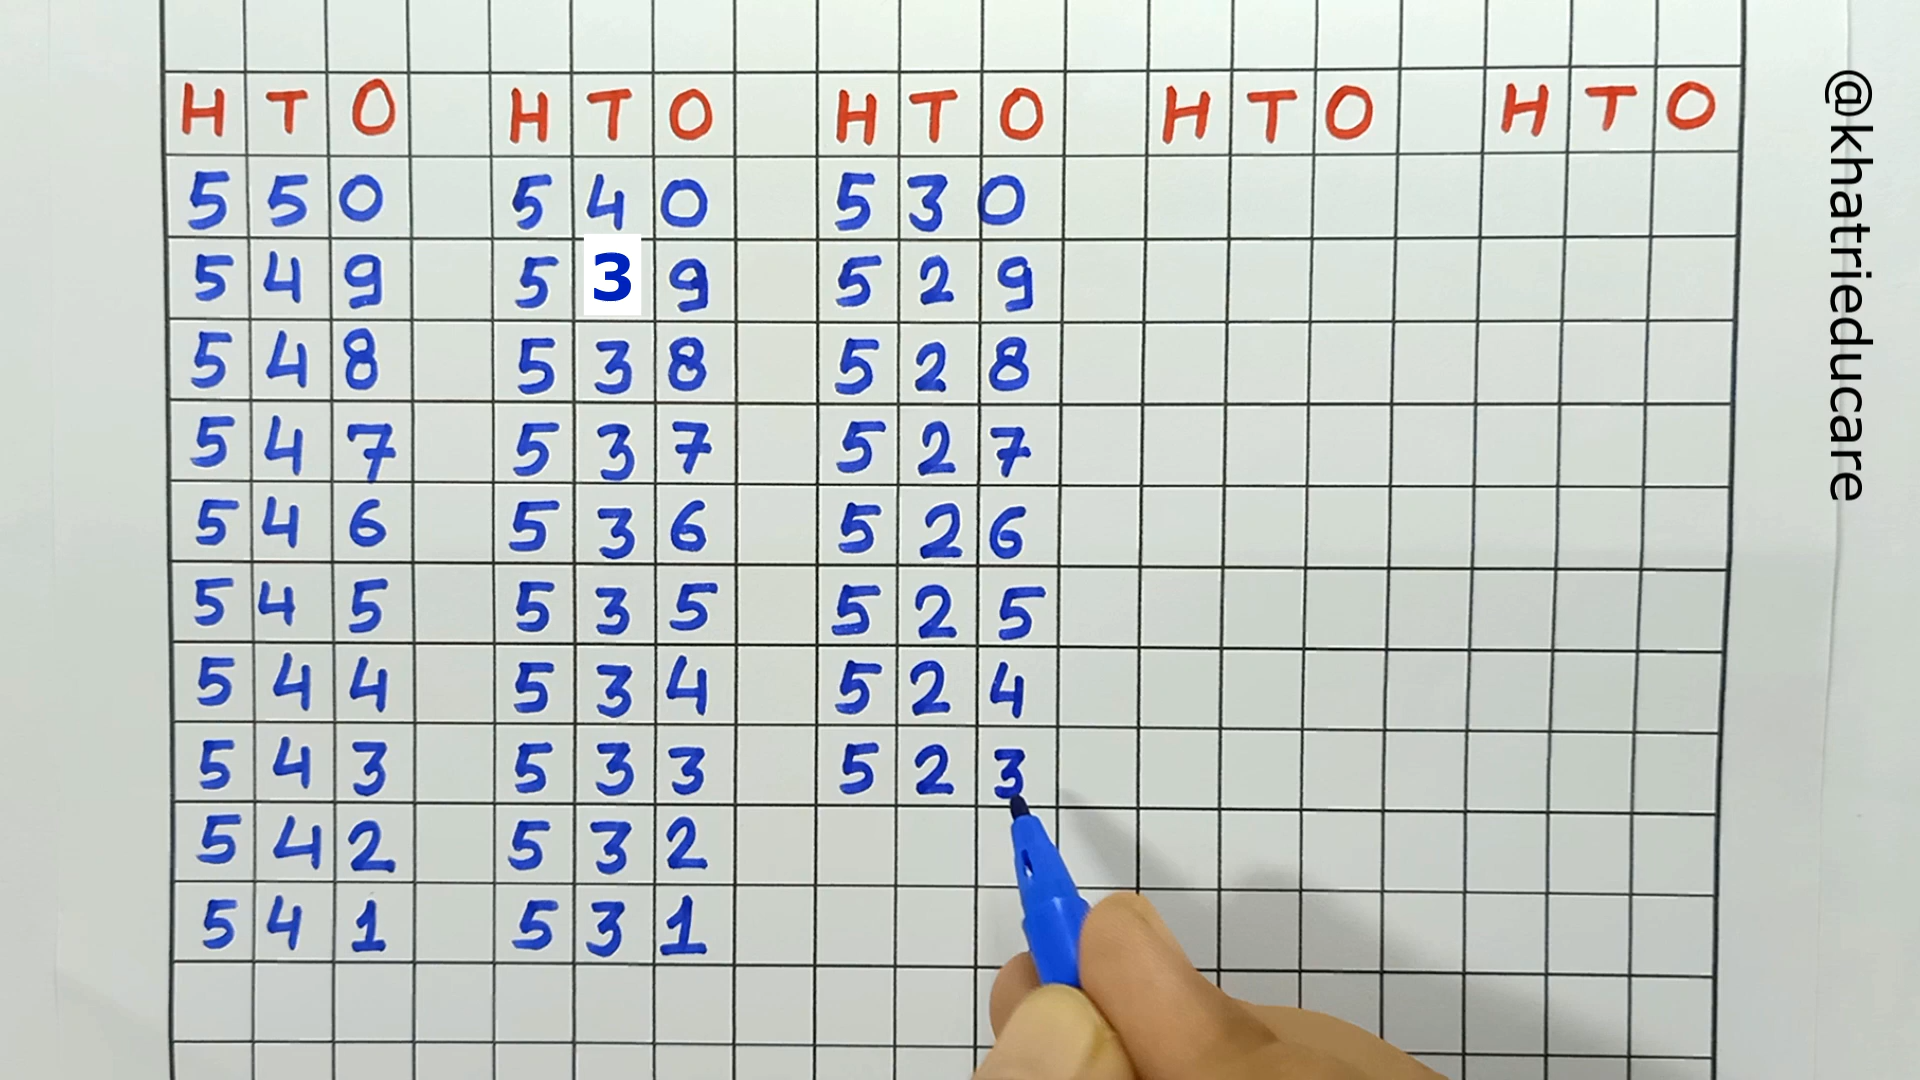 H T O H T O H T O H T O H T O
5 5 0 5 4 0 5 3 0
5 4 9 5 3 9 5 2 9
5 4 8 5 3 8 5 2 8
5 4 7 5 3 7 5 2 7
5 4 6 5 3 6 5 2 6
5 4 5 5 3 5 5 2 5
5 4 4 5 3 4 5 2 4
5 4 3 5 3 3 5 2 3
5 4 2 5 3 2
5 4 1 5 3 1
@khatrieducare